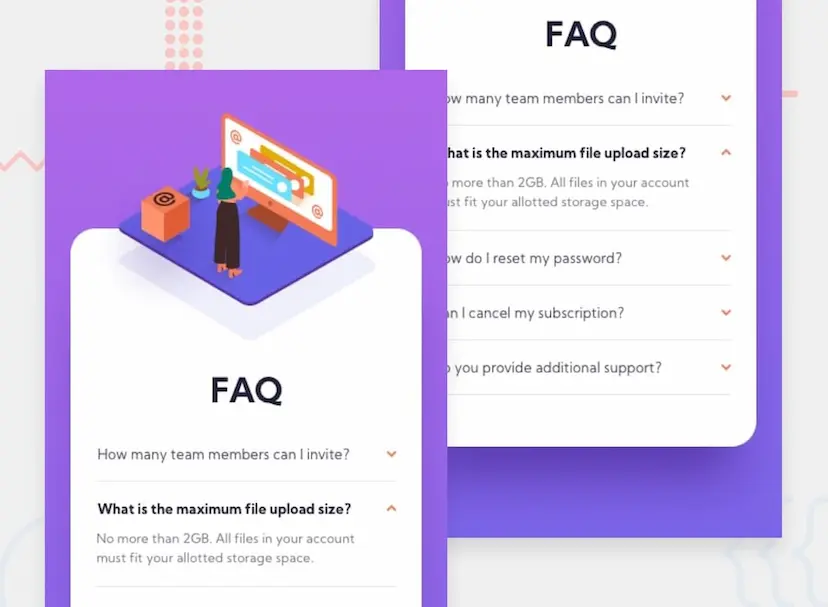 FAQ
How many team members can I invite?
What is the maximum file upload size?
No more than 2GB. All files in your account
must fit your allotted storage space.
FAQ
ow many team members can I invite?
hat is the maximum file upload size?
more than 2GB. All files in your account
ust fit your allotted storage space.
ow do I reset my password?
an I cancel my subscription?
o you provide additional support?